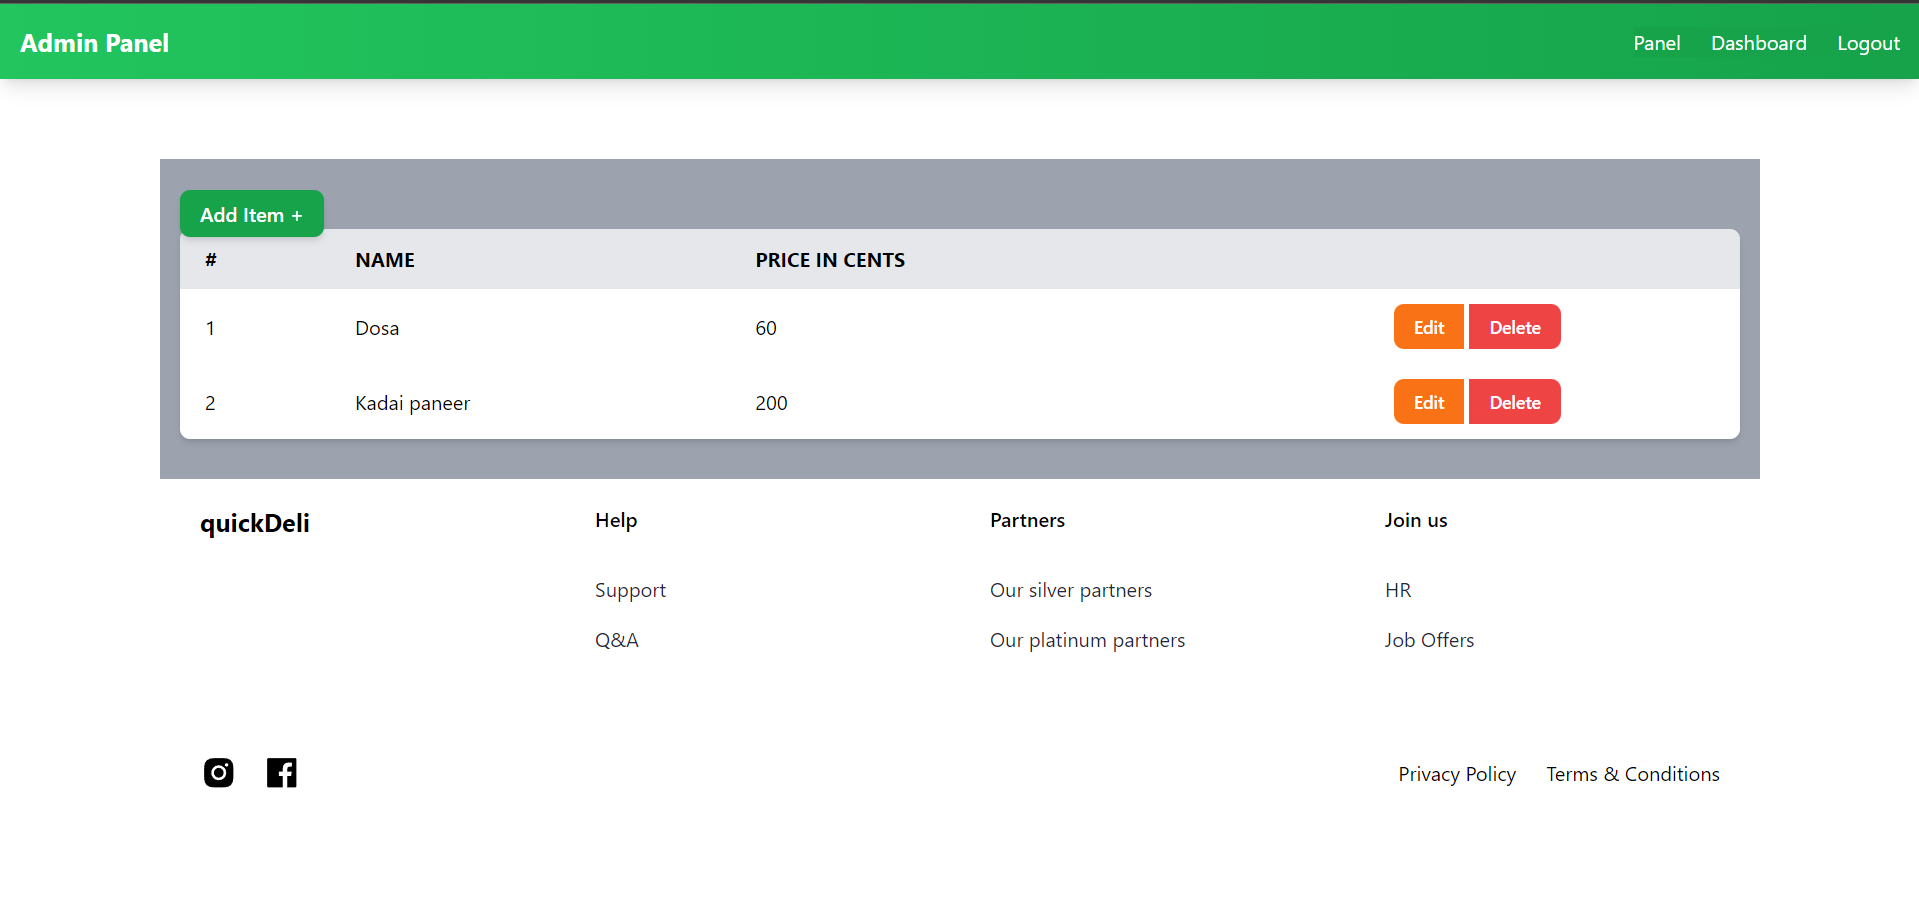 Admin Panel Panel Dashboard Logout
Add Item +
# NAME PRICE IN CENTS
1 Dosa 60 Edit Delete
2 Kadai paneer 200 Edit Delete
quickDeli Help Partners Join us
Support Our silver partners HR
Q&A Our platinum partners Job Offers
Privacy Policy Terms & Conditions